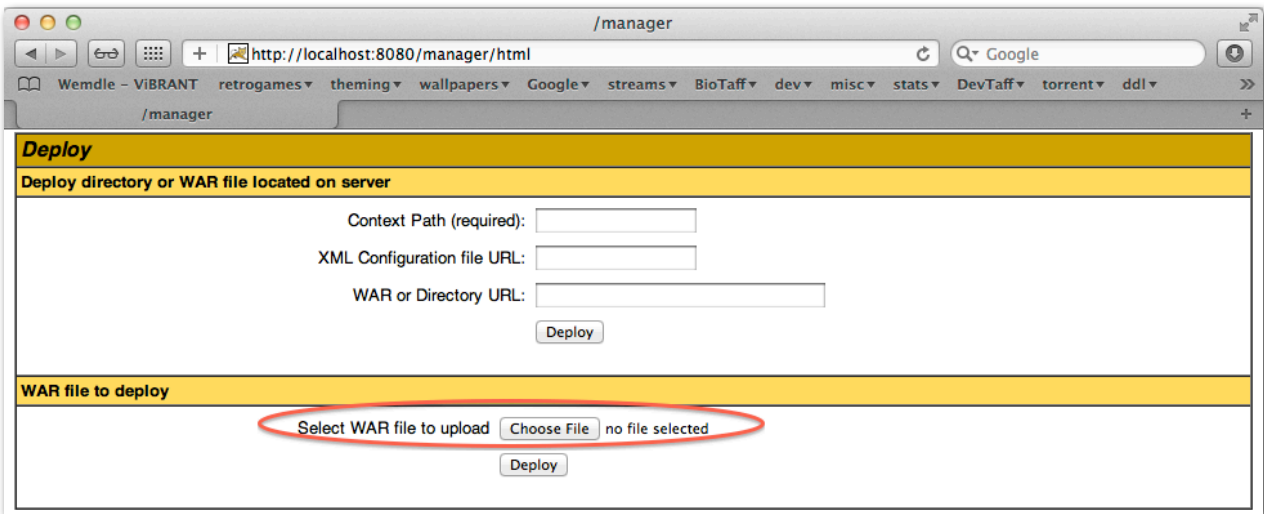 /manager
+ http://localhost:8080/manager/html Google
Wemdle – ViBRANT retrogames theming wallpapers Google streams BioTaff dev misc stats DevTaff torrent ddl >>
/manager +
Deploy
Deploy directory or WAR file located on server
Context Path (required):
XML Configuration file URL:
WAR or Directory URL:
Deploy
WAR file to deploy
Select WAR file to upload Choose File no file selected
Deploy